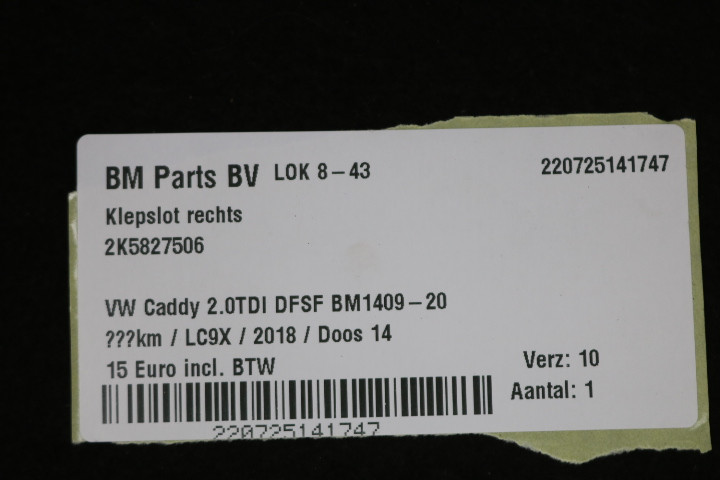 BM Parts BV LOK 8-43 220725141747
Klepslot rechts
2K5827506
VW Caddy 2.0TDI DFSF BM1409-20
???km / LC9X / 2018 / Doos 14
15 Euro incl. BTW Verz: 10
Aantal: 1
220725141747